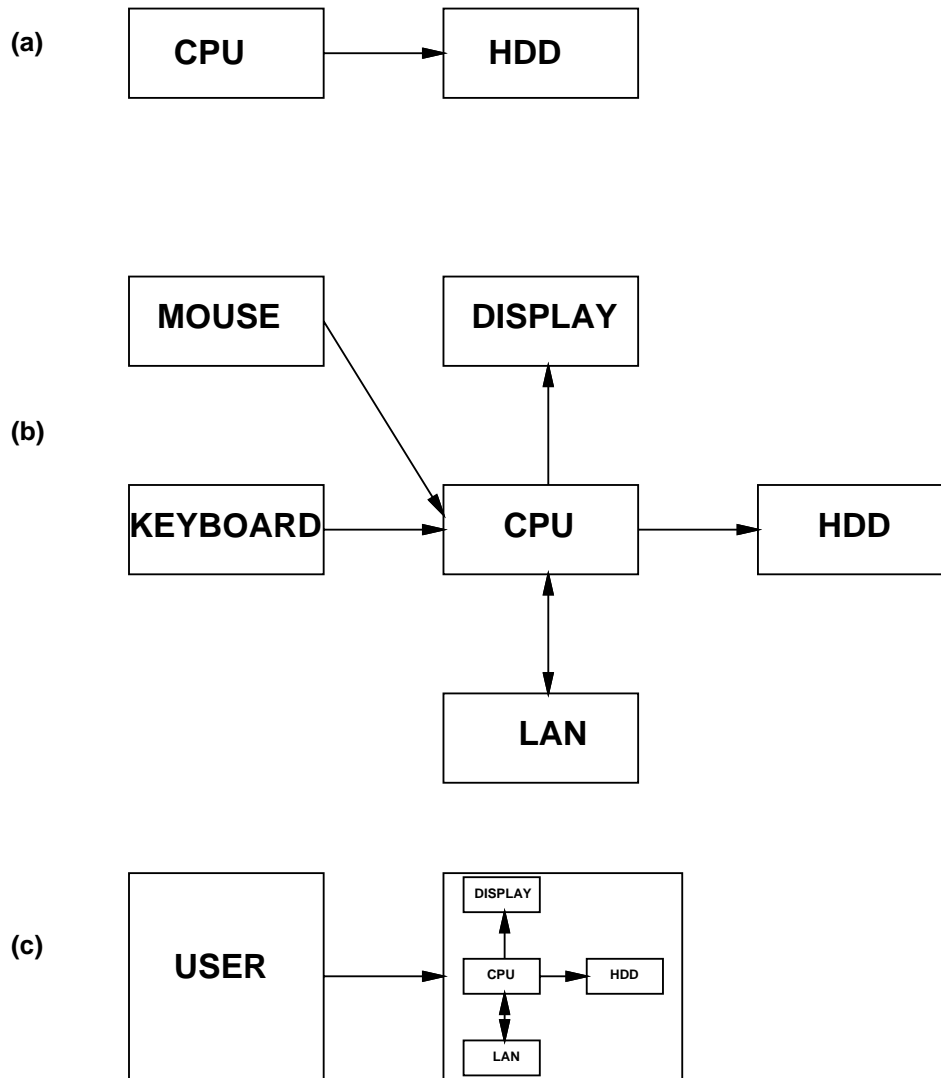 (a)
CPU
HDD
MOUSE
DISPLAY
(b)
KEYBOARD
CPU
HDD
LAN
(c)
USER
DISPLAY
CPU
HDD
LAN